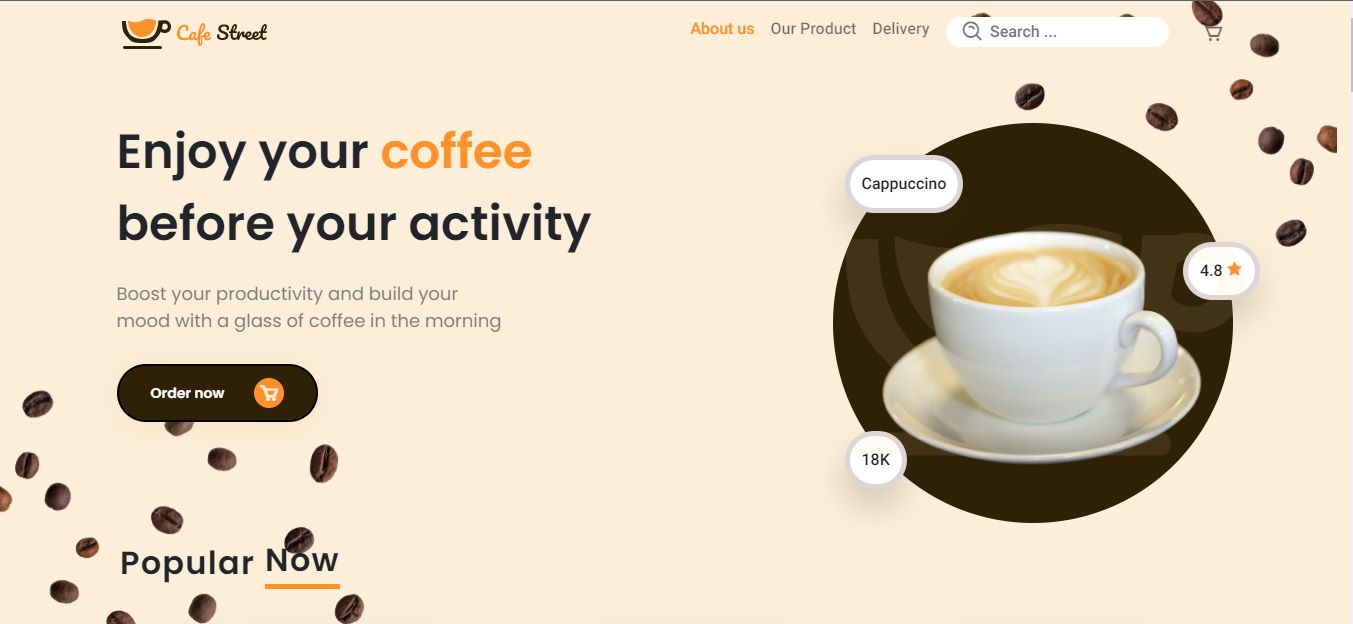 Cafe Street
About us
Our Product
Delivery
Search ...
Enjoy your coffee
before your activity
Boost your productivity and build your
mood with a glass of coffee in the morning
Order now
Cappuccino
4.8
18K
Popular Now